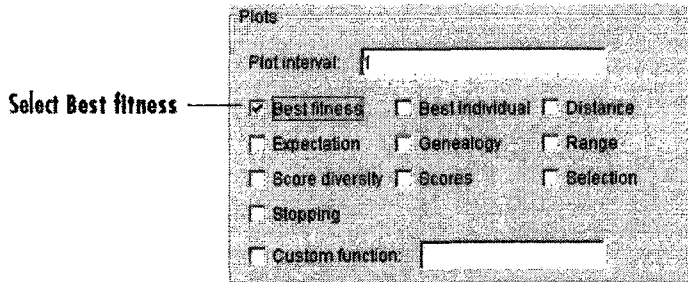 Plots
Plot interval: 1
Select Best fitness
Best fitness Best individual Distance
Expectation Genealogy Range
Score diversity Scores Selection
Stopping
Custom function: